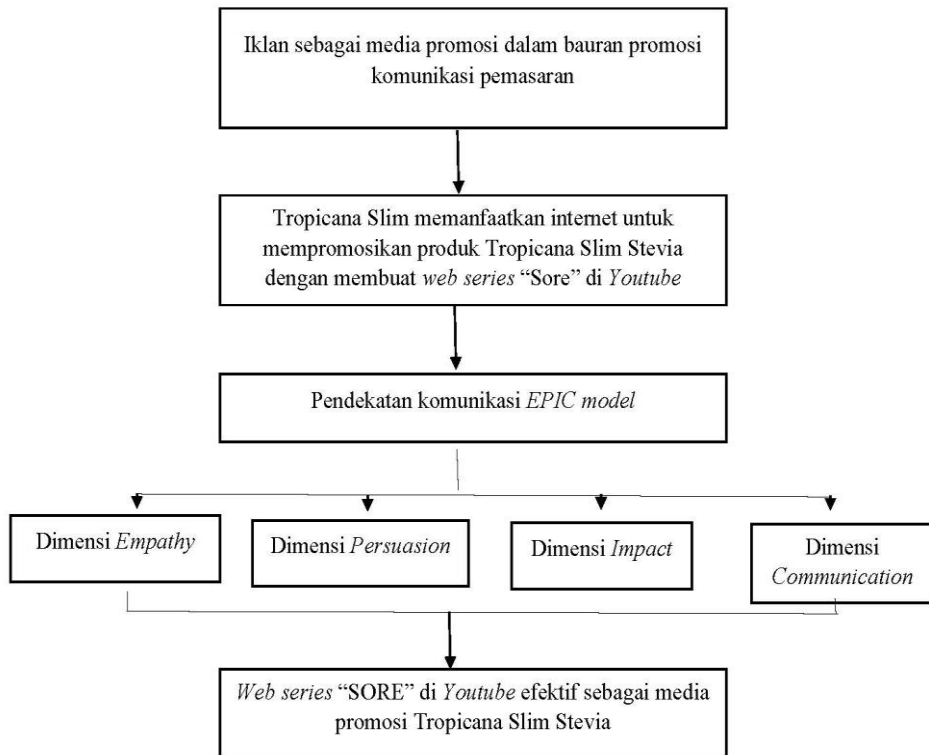 Iklan sebagai media promosi dalam bauran promosi
komunikasi pemasaran
Tropicana Slim memanfaatkan internet untuk
mempromosikan produk Tropicana Slim Stevia
dengan membuat web series “Sore” di Youtube
Pendekatan komunikasi EPIC model
Dimensi Empathy
Dimensi Persuasion
Dimensi Impact
Dimensi
Communication
Web series “SORE” di Youtube efektif sebagai media
promosi Tropicana Slim Stevia